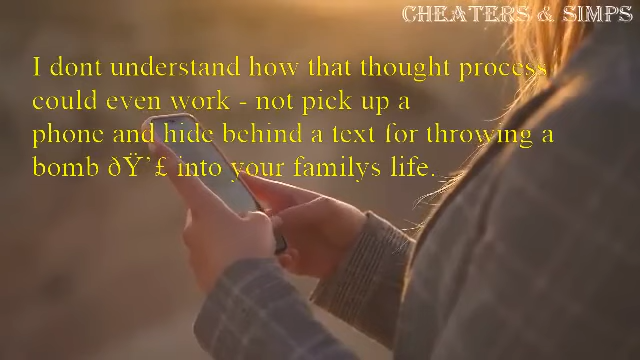 CHEATERS & SIMPS
I dont understand how that thought process
could even work - not pick up a
phone and hide behind a text for throwing a
bomb ðŸ’£ into your familys life.